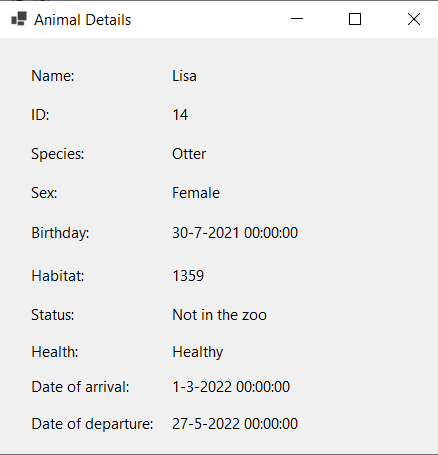 Animal Details
Name: Lisa
ID: 14
Species: Otter
Sex: Female
Birthday: 30-7-2021 00:00:00
Habitat: 1359
Status: Not in the zoo
Health: Healthy
Date of arrival: 1-3-2022 00:00:00
Date of departure: 27-5-2022 00:00:00